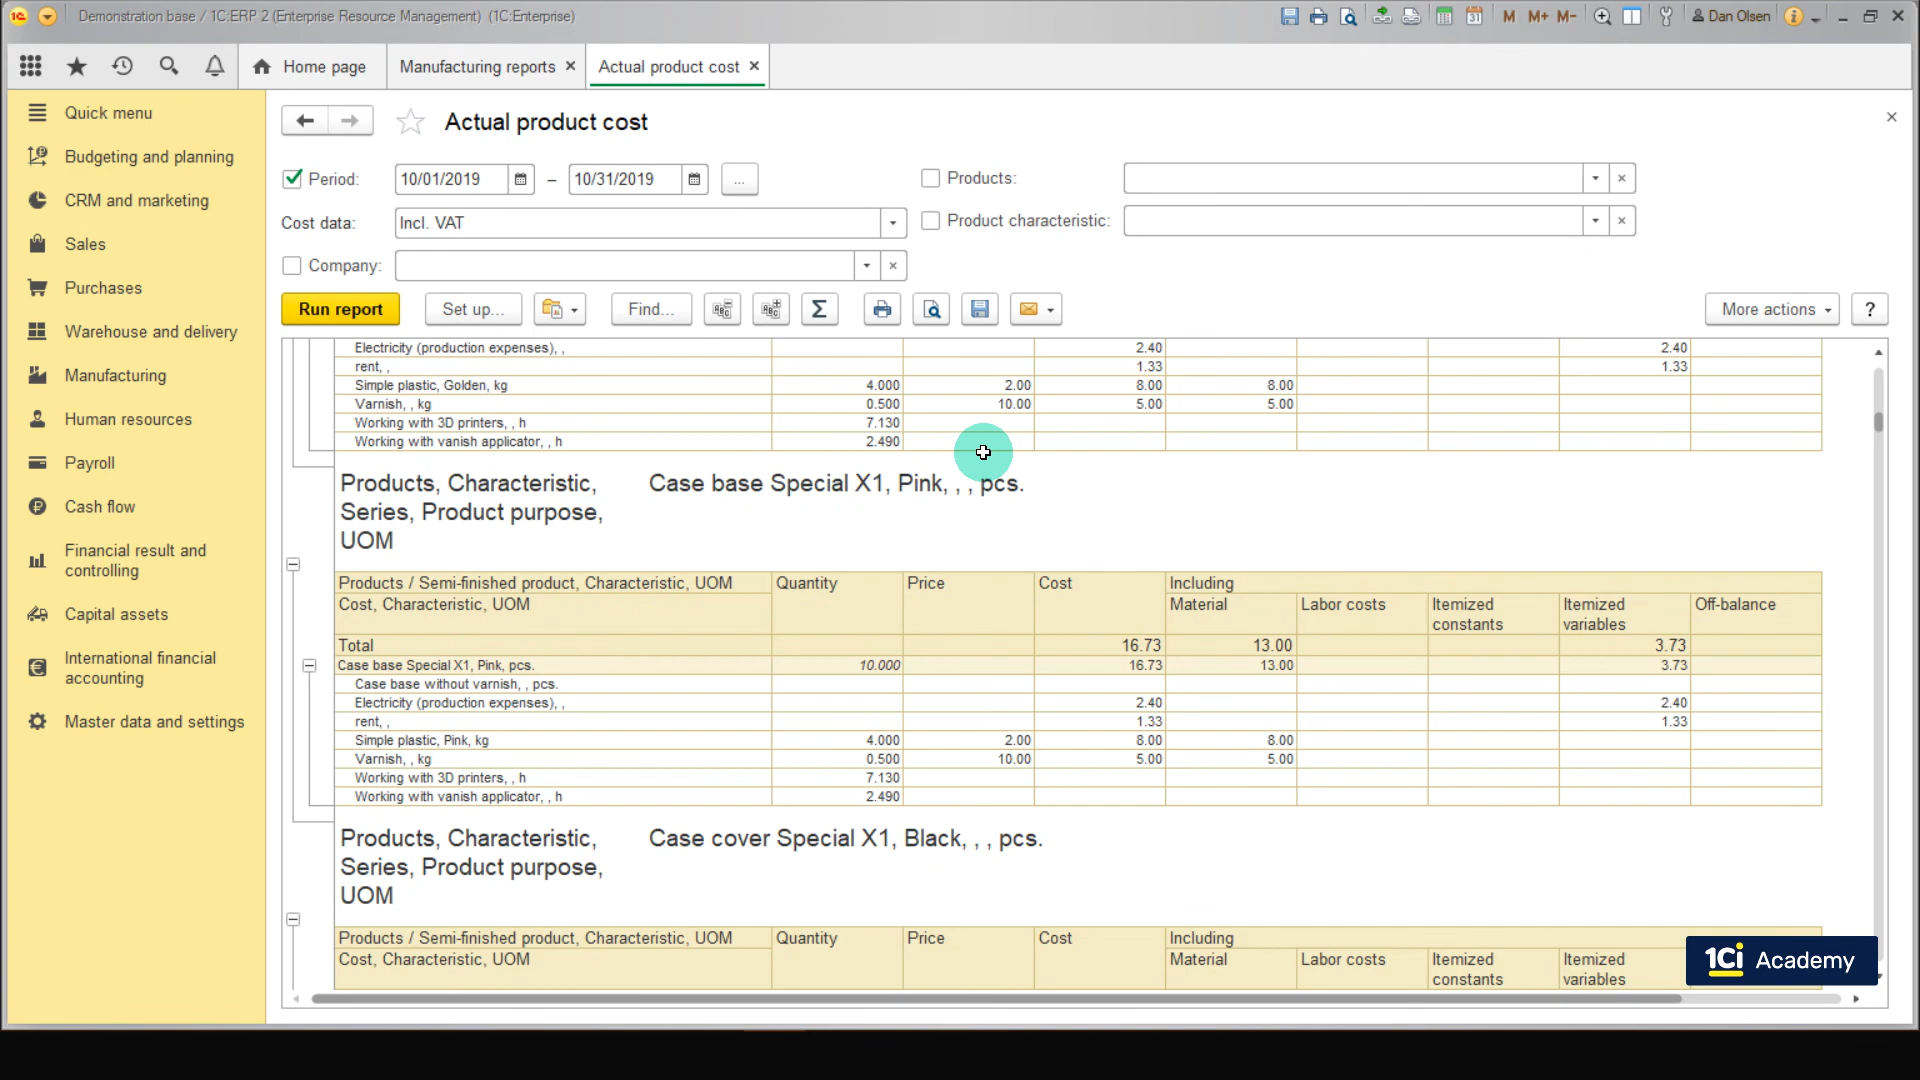 Demonstration base / 1C:ERP 2 (Enterprise Resource Management) (1C:Enterprise)
31 M M+ M- Dan Olsen
Home page
Manufacturing reports
Actual product cost
Quick menu
Budgeting and planning
CRM and marketing
Sales
Purchases
Warehouse and delivery
Manufacturing
Human resources
Payroll
Cash flow
Financial result and
controlling
Capital assets
International financial
accounting
Master data and settings
Actual product cost
Period: 10/01/2019 – 10/31/2019 ...
Products:
Cost data: Incl. VAT
Product characteristic:
Company:
Run report Set up... Find... Σ More actions ?
Electricity (production expenses), , 2.40 2.40
rent, , 1.33 1.33
Simple plastic, Golden, kg 4.000 2.00 8.00 8.00
Varnish, , kg 0.500 10.00 5.00 5.00
Working with 3D printers, , h 7.130
Working with vanish applicator, , h 2.490
Products, Characteristic, Case base Special X1, Pink, , , pcs.
Series, Product purpose,
UOM
Products / Semi-finished product, Characteristic, UOM Quantity Price Cost Including
Cost, Characteristic, UOM Material Labor costs Itemized constants Itemized variables Off-balance
Total 16.73 13.00 3.73
Case base Special X1, Pink, pcs. 10.000 16.73 13.00 3.73
Case base without varnish, , pcs.
Electricity (production expenses), , 2.40 2.40
rent, , 1.33 1.33
Simple plastic, Pink, kg 4.000 2.00 8.00 8.00
Varnish, , kg 0.500 10.00 5.00 5.00
Working with 3D printers, , h 7.130
Working with vanish applicator, , h 2.490
Products, Characteristic, Case cover Special X1, Black, , , pcs.
Series, Product purpose,
UOM
Products / Semi-finished product, Characteristic, UOM Quantity Price Cost Including
Cost, Characteristic, UOM Material Labor costs Itemized constants Itemized variables
1Ci Academy